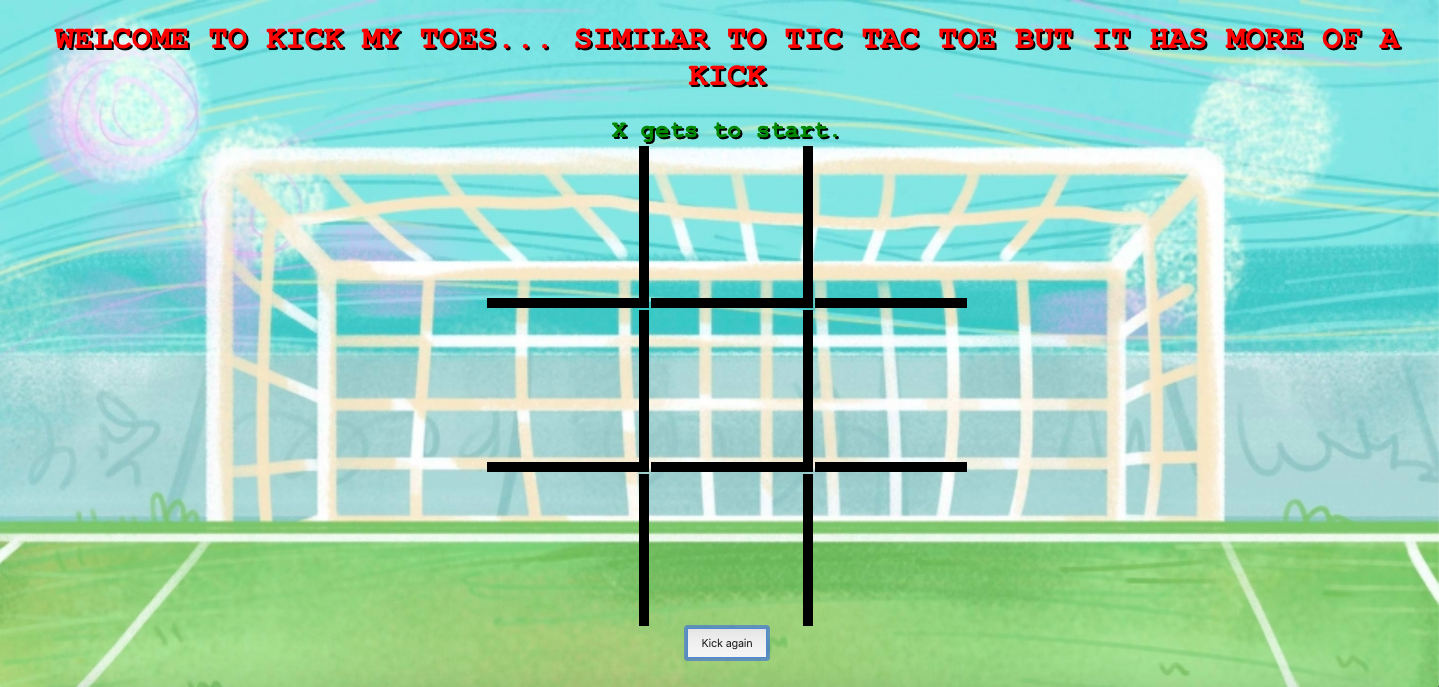 WELCOME TO KICK MY TOES... SIMILAR TO TIC TAC TOE BUT IT HAS MORE OF A
KICK
X gets to start.
Kick again